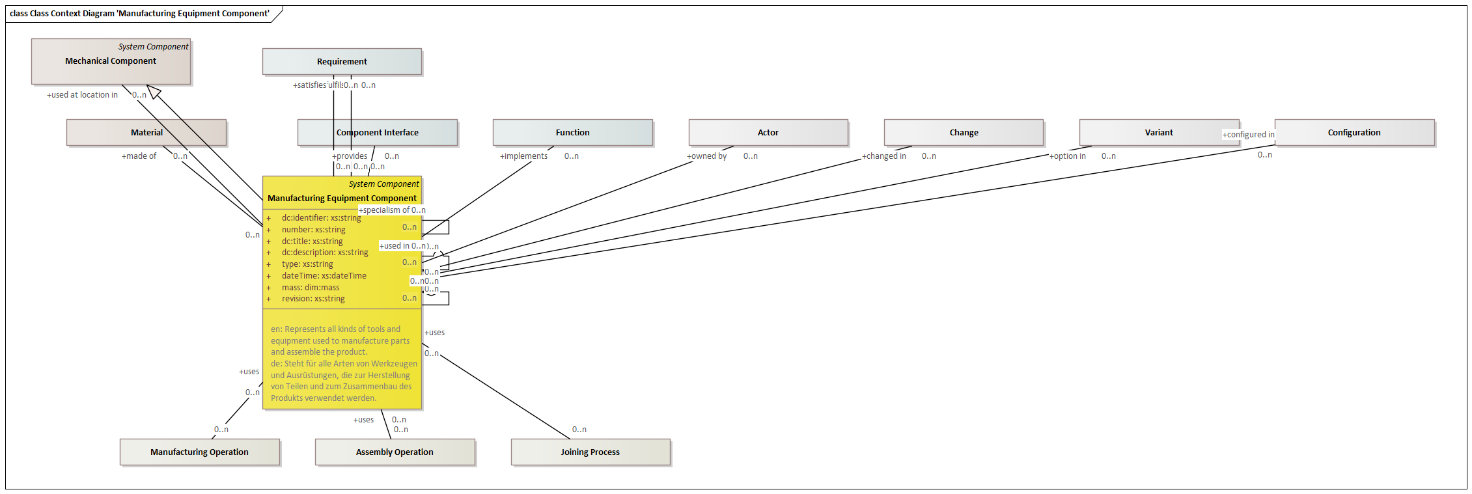 class Class Context Diagram 'Manufacturing Equipment Component'
System Component
Mechanical Component
Requirement
+used at location in 0..n
+satisfies 0..n 0..n
Material
Component Interface
Function
Actor
Change
Variant
+configured in
Configuration
+made of 0..n
+provides 0..n
+implements 0..n
+owned by 0..n
+changed in 0..n
+option in 0..n
0..n
0..n 0..n 0..n
System Component
Manufacturing Equipment Component
+specialism of 0..n
+ dc:identifier: xs:string
+ number: xs:string
0..n
0..n
+ dc:title: xs:string
+used in 0..n
+ dc:description: xs:string
+ type: xs:string
0..n
0..n
+ dateTime: xs:dateTime
0..n 0..n
+ mass: dim:mass
0..n
+ revision: xs:string
0..n
en: Represents all kinds of tools and
equipment used to manufacture parts
and assemble the product.
de: Steht für alle Arten von Werkzeugen
und Ausrüstungen, die zur Herstellung
von Teilen und zum Zusammenbau des
Produkts verwendet werden.
+uses
0..n
+uses
0..n
+uses 0..n
0..n
0..n
0..n
Manufacturing Operation
Assembly Operation
Joining Process